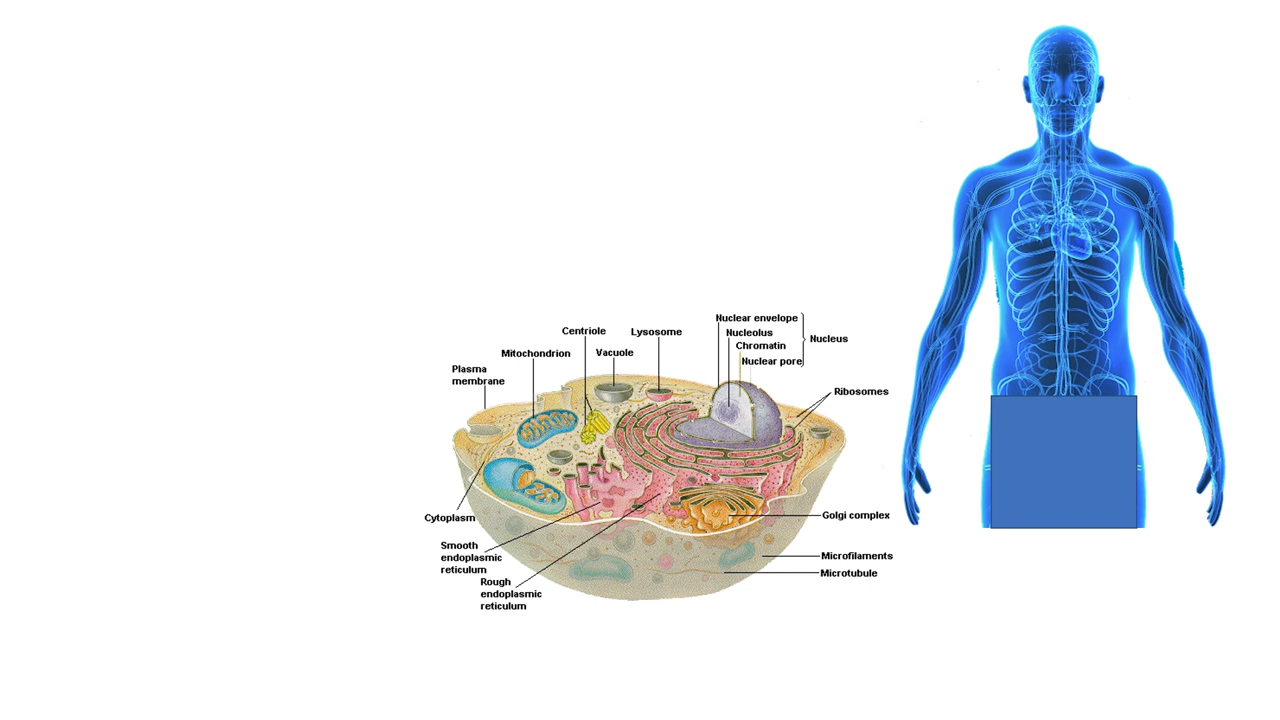 Nuclear envelope
Nucleolus
Chromatin
Nuclear pore
Nucleus
Centriole
Lysosome
Mitochondrion
Vacuole
Plasma
membrane
Ribosomes
Cytoplasm
Golgi complex
Smooth
endoplasmic
reticulum
Microfilaments
Microtubule
Rough
endoplasmic
reticulum